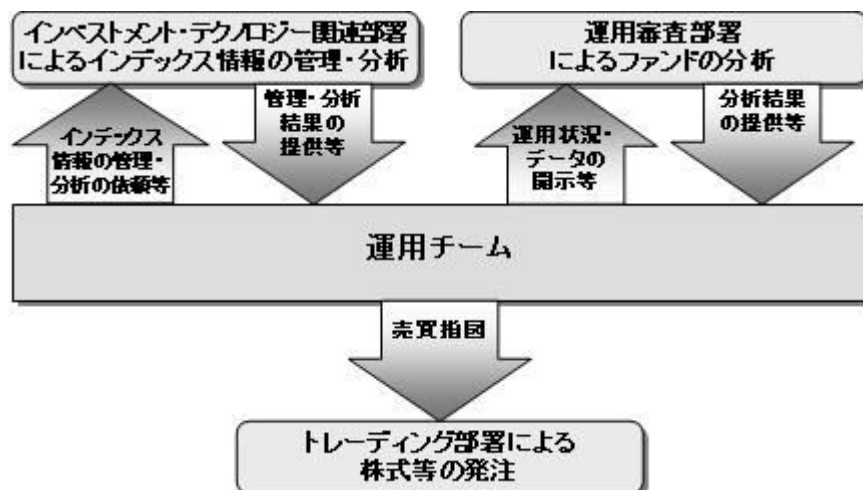 インベストメント・テクノロジー関連部署
によるインデックス情報の管理・分析
運用審査部署
によるファンドの分析
インデックス
情報の管理・
分析の依頼等
管理・分析
結果の
提供等
運用状況・
データの
開示等
分析結果
の提供等
運用チーム
売買指図
トレーディング部署による
株式等の発注